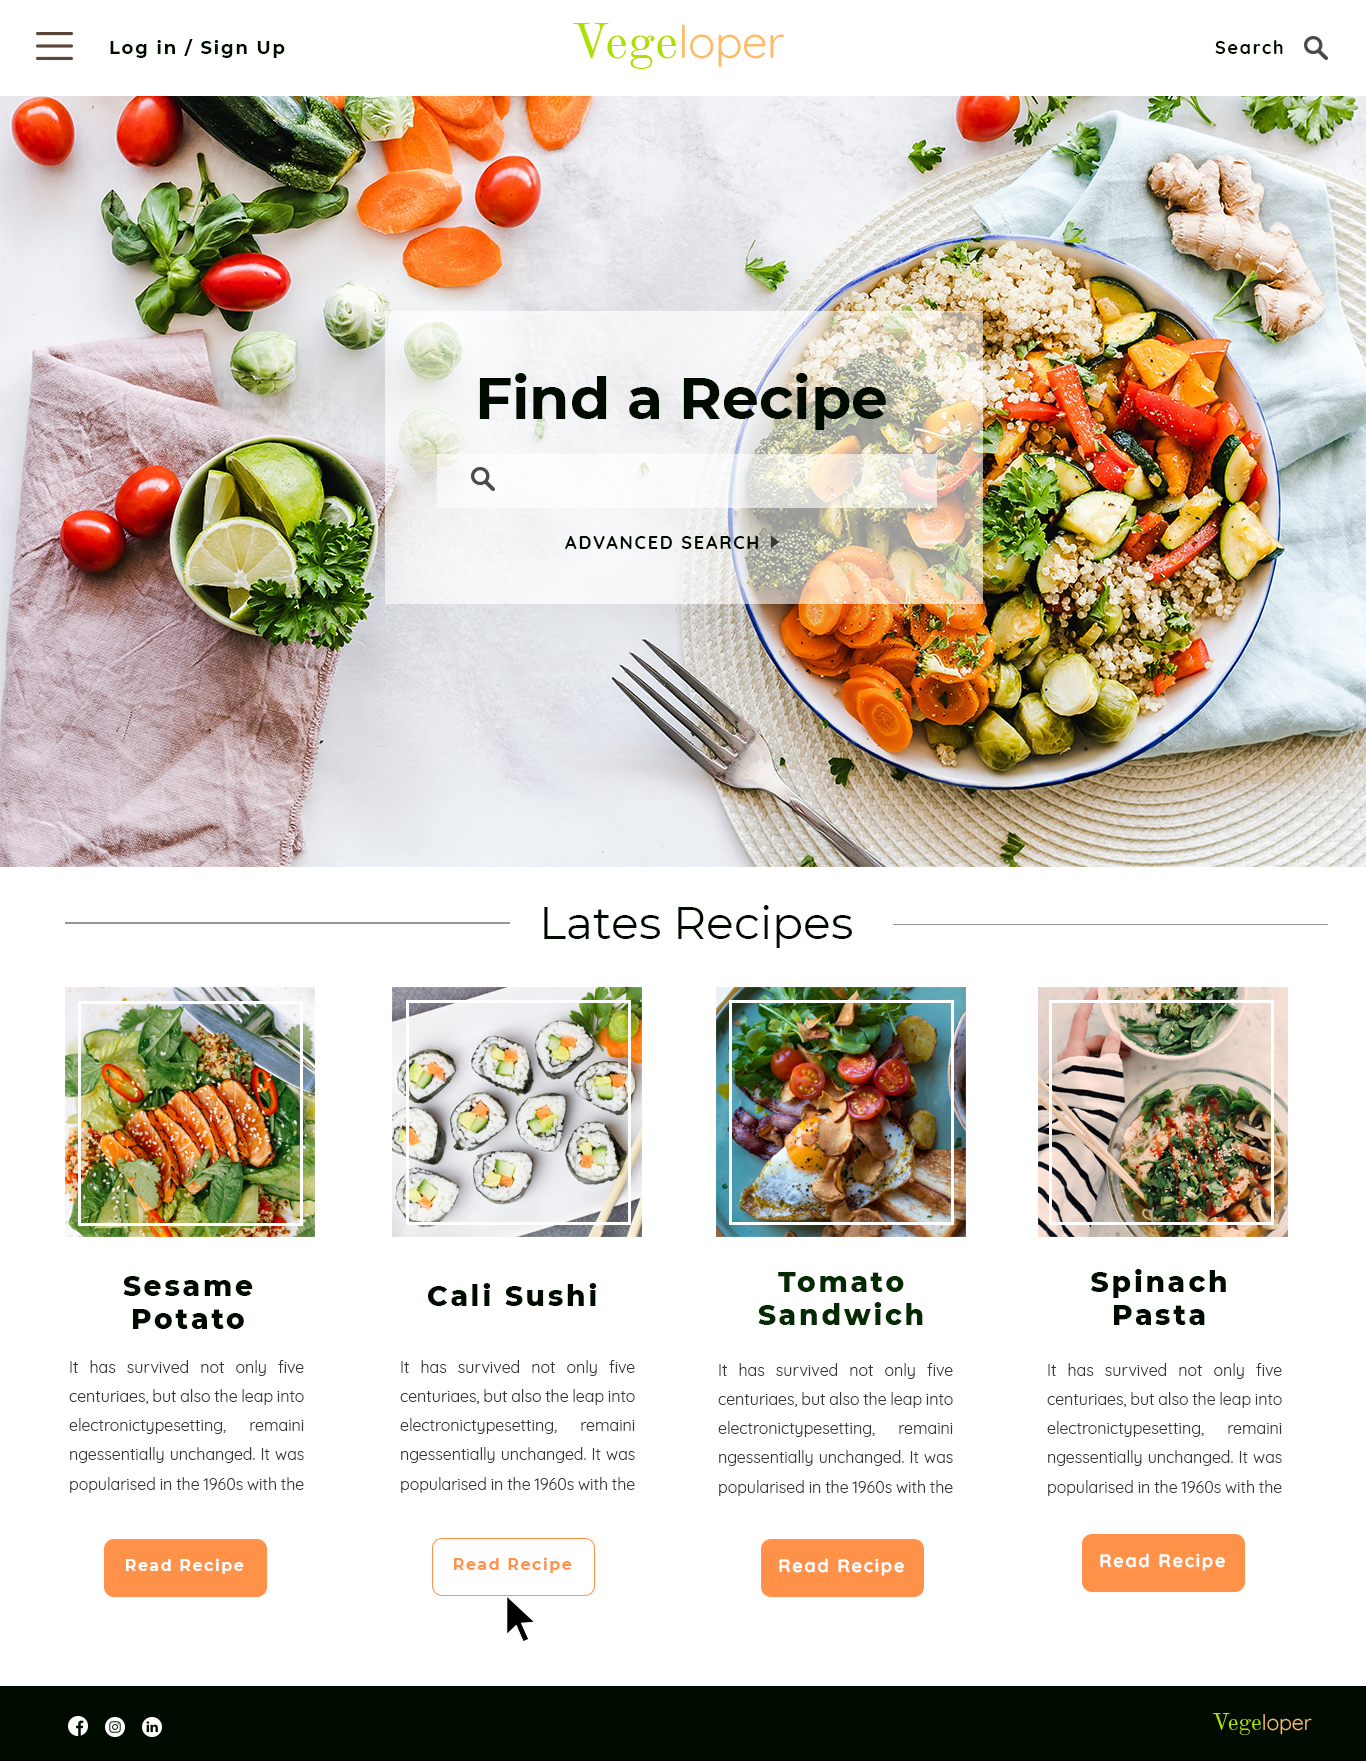 Log in / Sign Up
Vegeloper
Search
Find a Recipe
ADVANCED SEARCH
Lates Recipes
Sesame
Potato
It has survived not only five
centuriaes, but also the leap into
electronictypesetting, remaini
ngessentially unchanged. It was
popularised in the 1960s with the
Read Recipe
Cali Sushi
It has survived not only five
centuriaes, but also the leap into
electronictypesetting, remaini
ngessentially unchanged. It was
popularised in the 1960s with the
Read Recipe
Tomato
Sandwich
It has survived not only five
centuriaes, but also the leap into
electronictypesetting, remaini
ngessentially unchanged. It was
popularised in the 1960s with the
Read Recipe
Spinach
Pasta
It has survived not only five
centuriaes, but also the leap into
electronictypesetting, remaini
ngessentially unchanged. It was
popularised in the 1960s with the
Read Recipe
in
Vegeloper